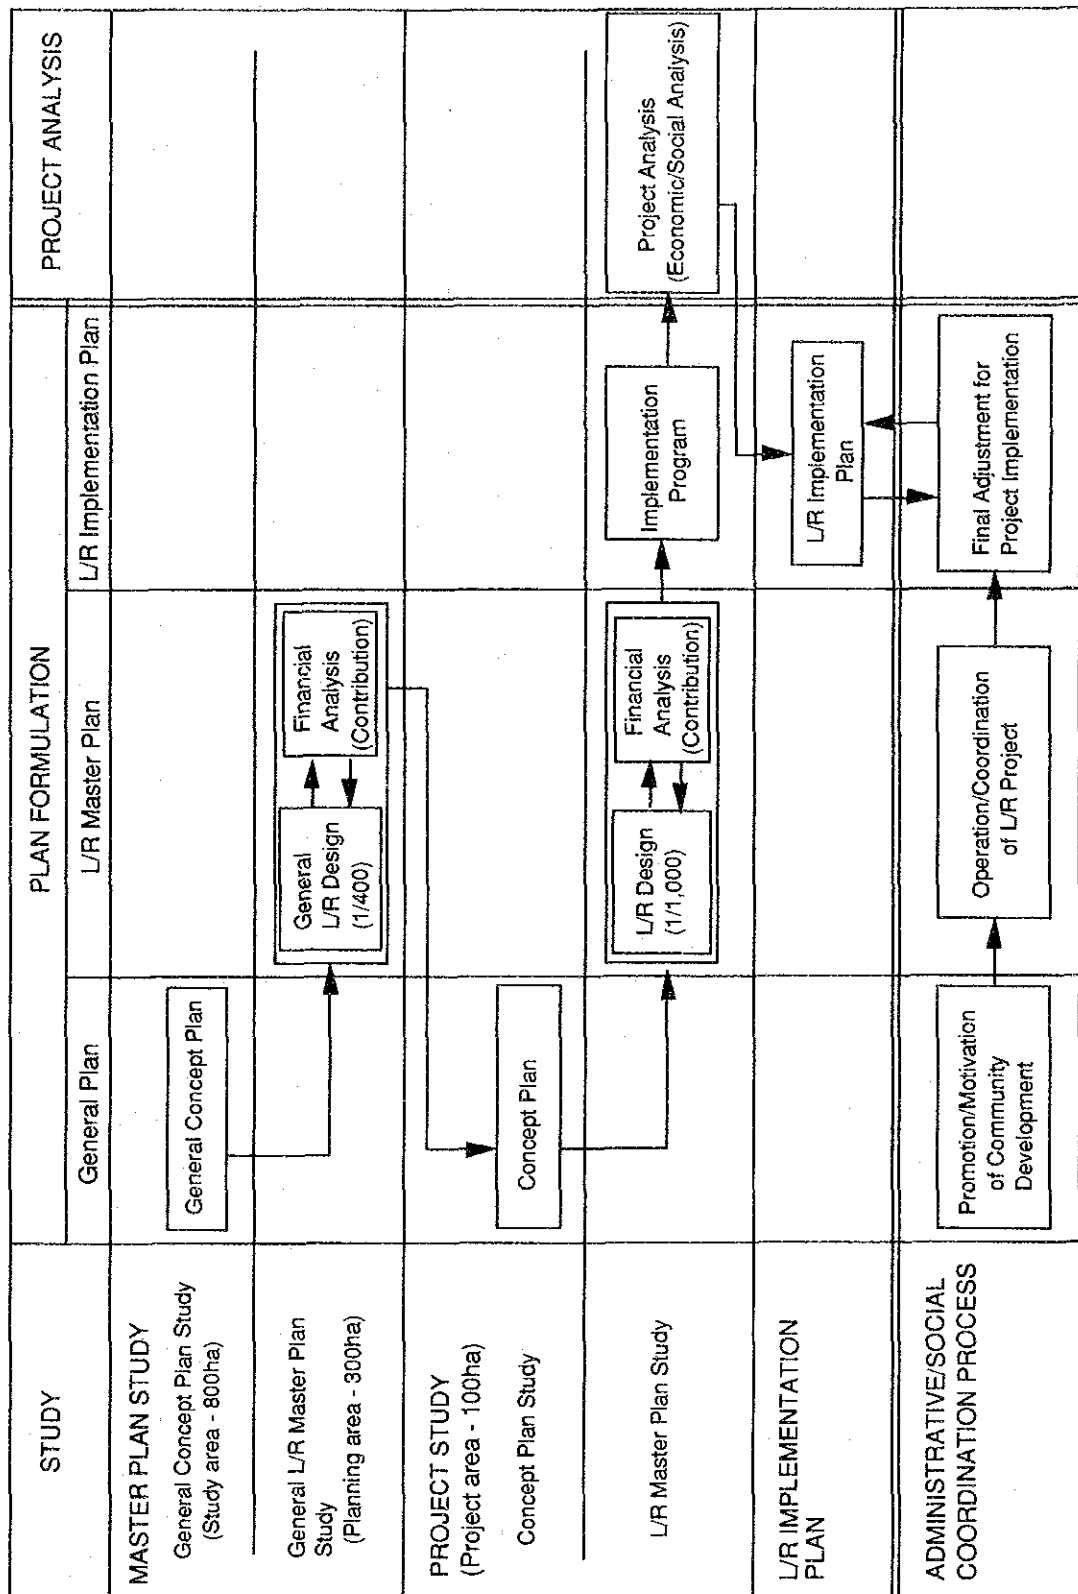 STUDY
PLAN FORMULATION
PROJECT ANALYSIS
General Plan
L/R Master Plan
L/R Implementation Plan
MASTER PLAN STUDY
General Concept Plan Study
(Study area - 800ha)
General Concept Plan
General L/R Master Plan
Study
(Planning area - 300ha)
General
L/R Design
(1/400)
Financial
Analysis
(Contribution)
PROJECT STUDY
(Project area - 100ha)
Concept Plan Study
Concept Plan
L/R Master Plan Study
L/R Design
(1/1,000)
Financial
Analysis
(Contribution)
Implementation
Program
Project Analysis
(Economic/Social Analysis)
L/R IMPLEMENTATION
PLAN
L/R Implementation
Plan
ADMINISTRATIVE/SOCIAL
COORDINATION PROCESS
Promotion/Motivation
of Community
Development
Operation/Coordination
of L/R Project
Final Adjustment for
Project Implementation